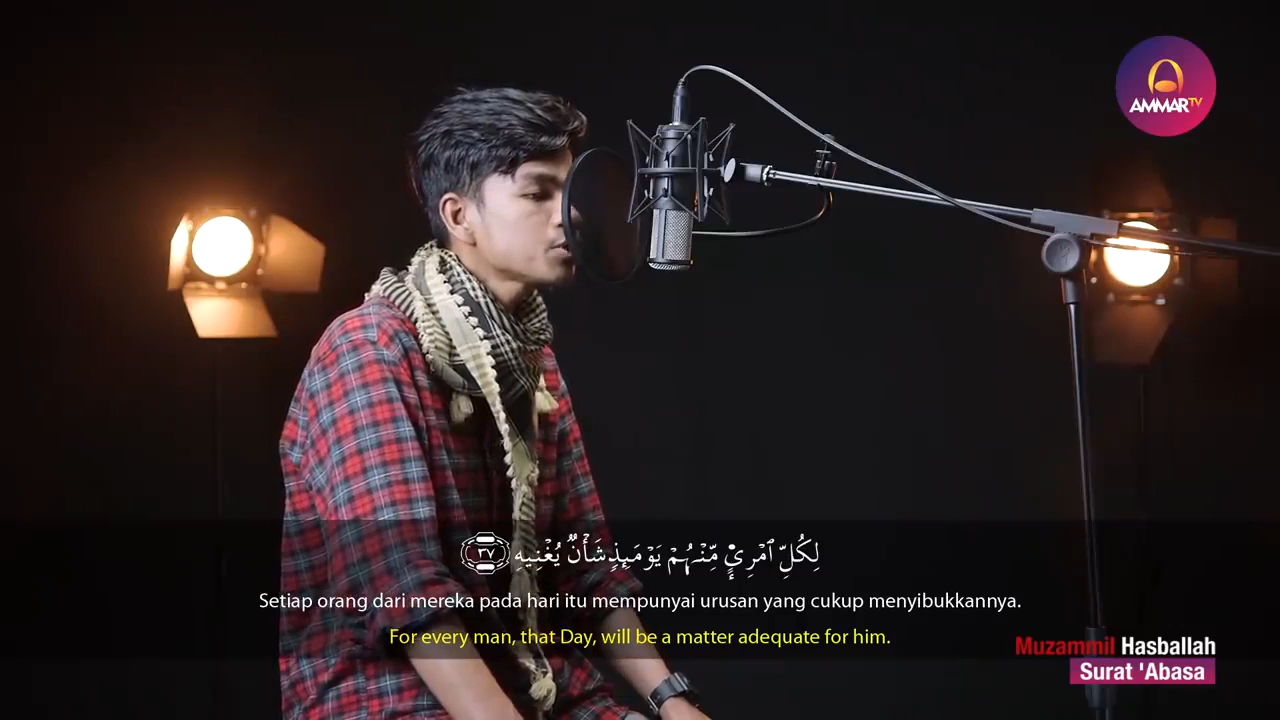 AMMAR TV
لِكُلِّ ٱمْرِئٍ مِّنْهُمْ يَوْمَئِذٍ شَأْنٌ يُغْنِيهِ ٣٧
Setiap orang dari mereka pada hari itu mempunyai urusan yang cukup menyibukkannya.
For every man, that Day, will be a matter adequate for him.
Muzammil Hasballah
Surat 'Abasa